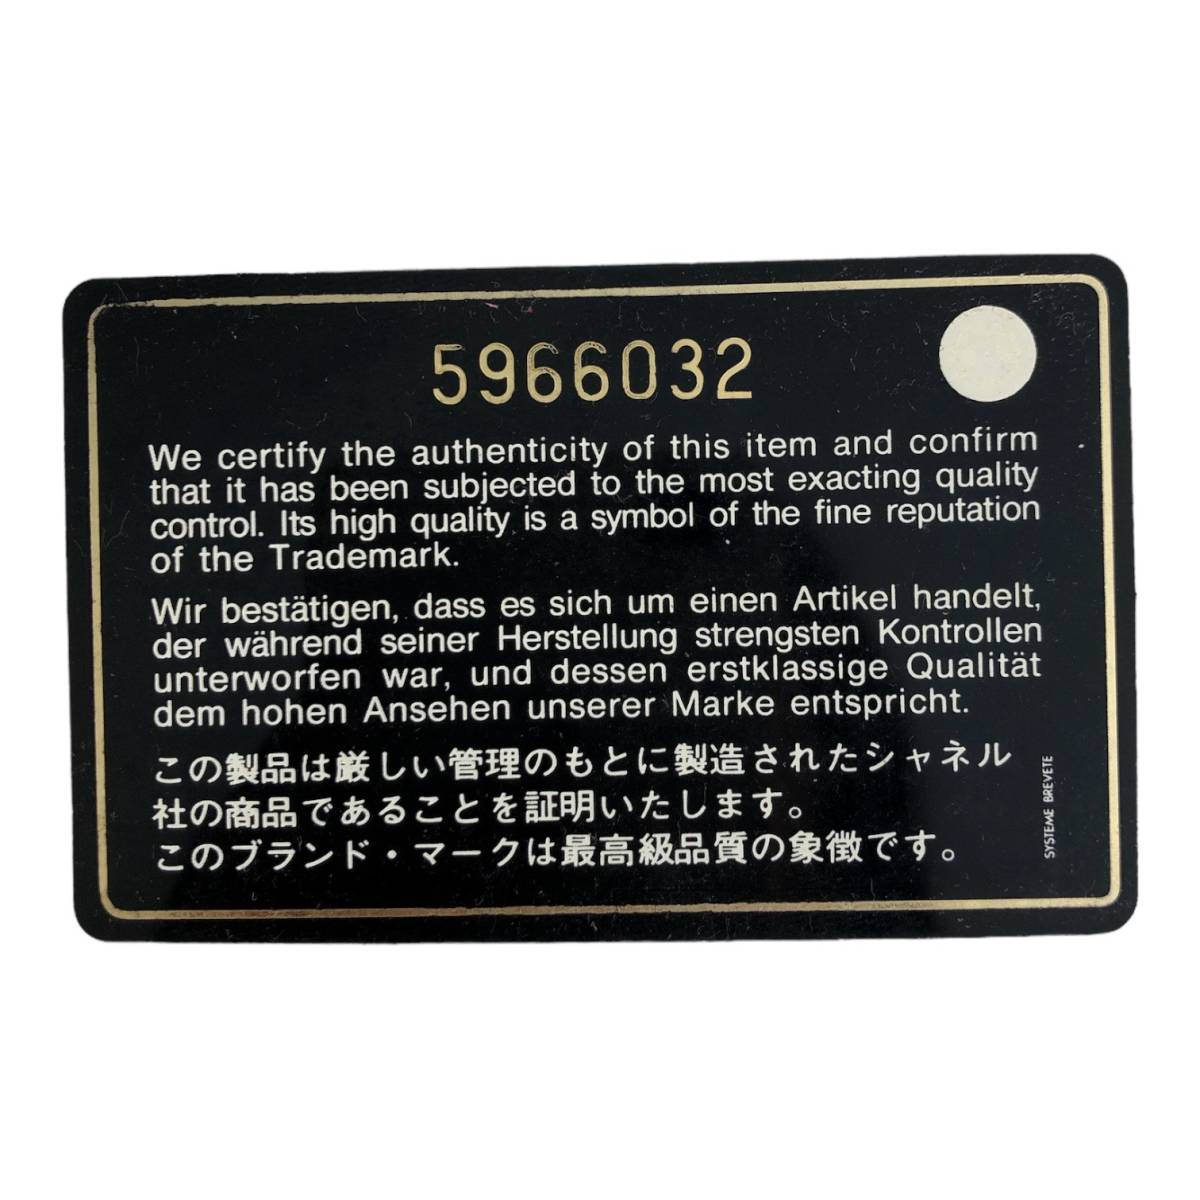 5966032
We certify the authenticity of this item and confirm
that it has been subjected to the most exacting quality
control. Its high quality is a symbol of the fine reputation
of the Trademark.
Wir bestätigen, dass es sich um einen Artikel handelt,
der während seiner Herstellung strengsten Kontrollen
unterworfen war, und dessen erstklassige Qualität
dem hohen Ansehen unserer Marke entspricht.
この製品は厳しい管理のもとに製造されたシャネル
社の商品であることを証明いたします。
このブランド・マークは最高級品質の象徴です。
SYSTEME BREVETE